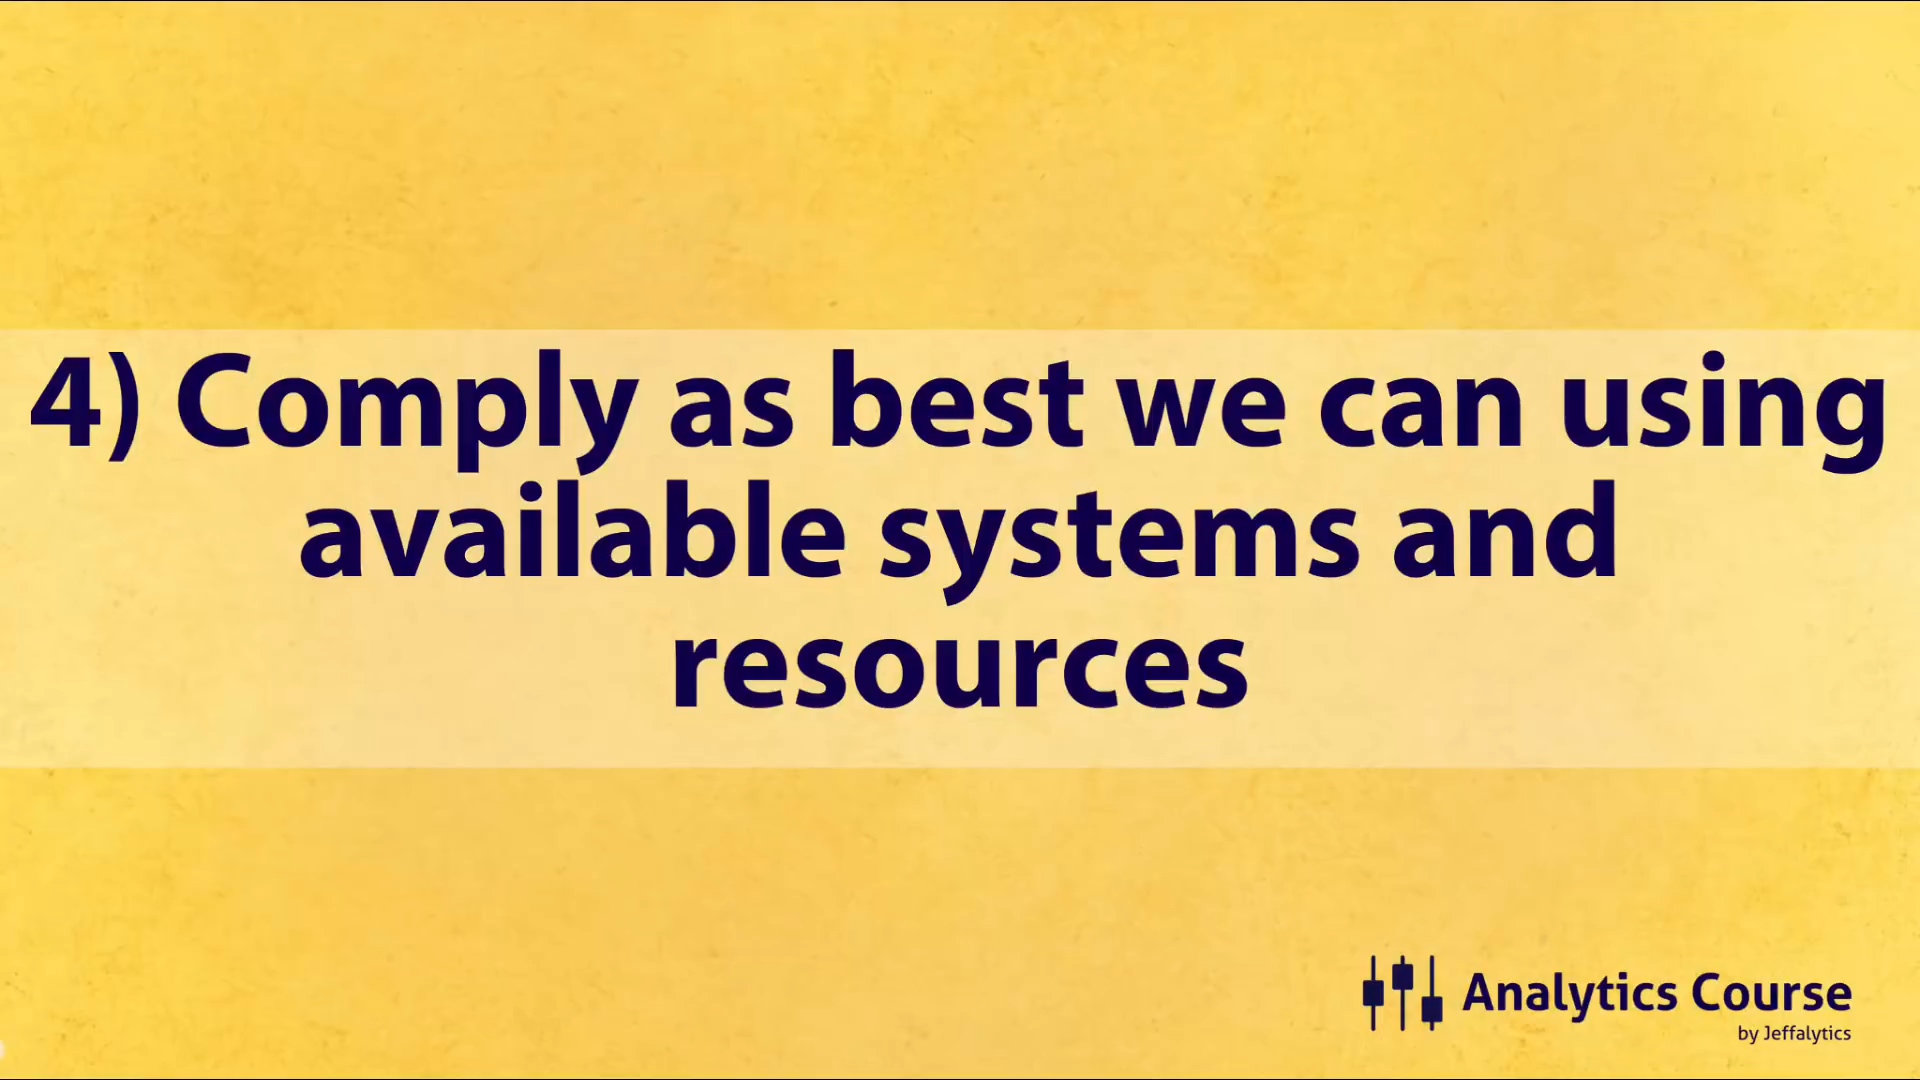 4) Comply as best we can using
available systems and
resources
Analytics Course
by Jeffalytics